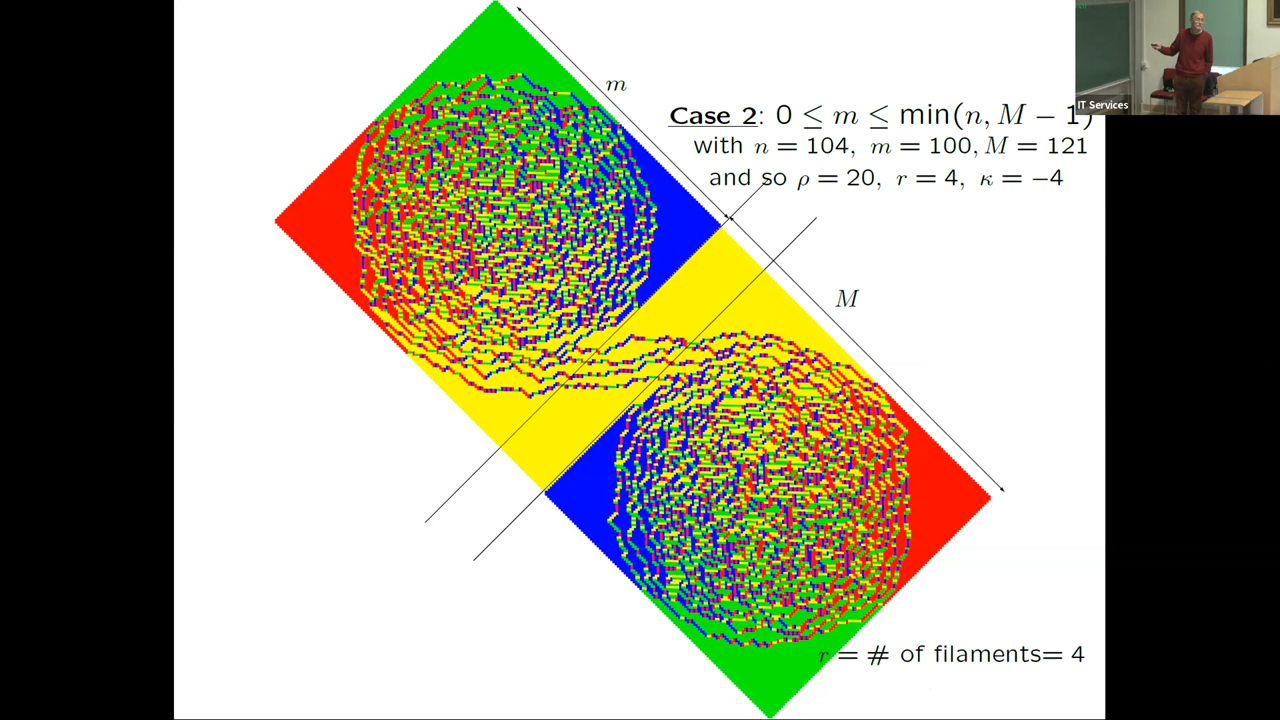 m
Case 2: 0 ≤ m ≤ min(n, M − 1)
with n = 104, m = 100, M = 121
and so ρ = 20, r = 4, κ = −4
IT Services
M
r = # of filaments= 4